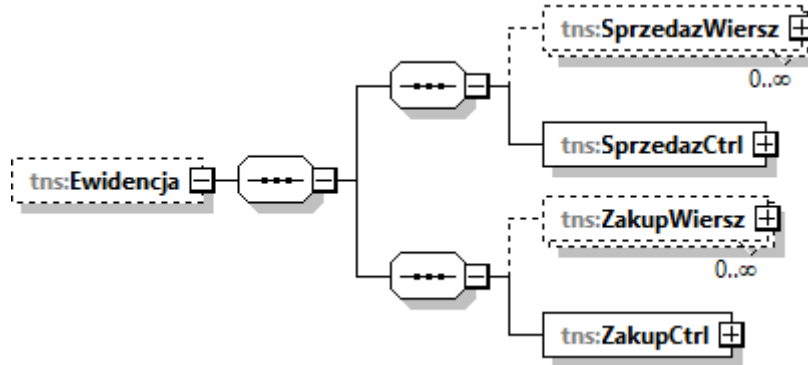 tns:SprzedazWiersz
0..∞
tns:SprzedazCtrl
tns:Ewidencja
tns:ZakupWiersz
0..∞
tns:ZakupCtrl